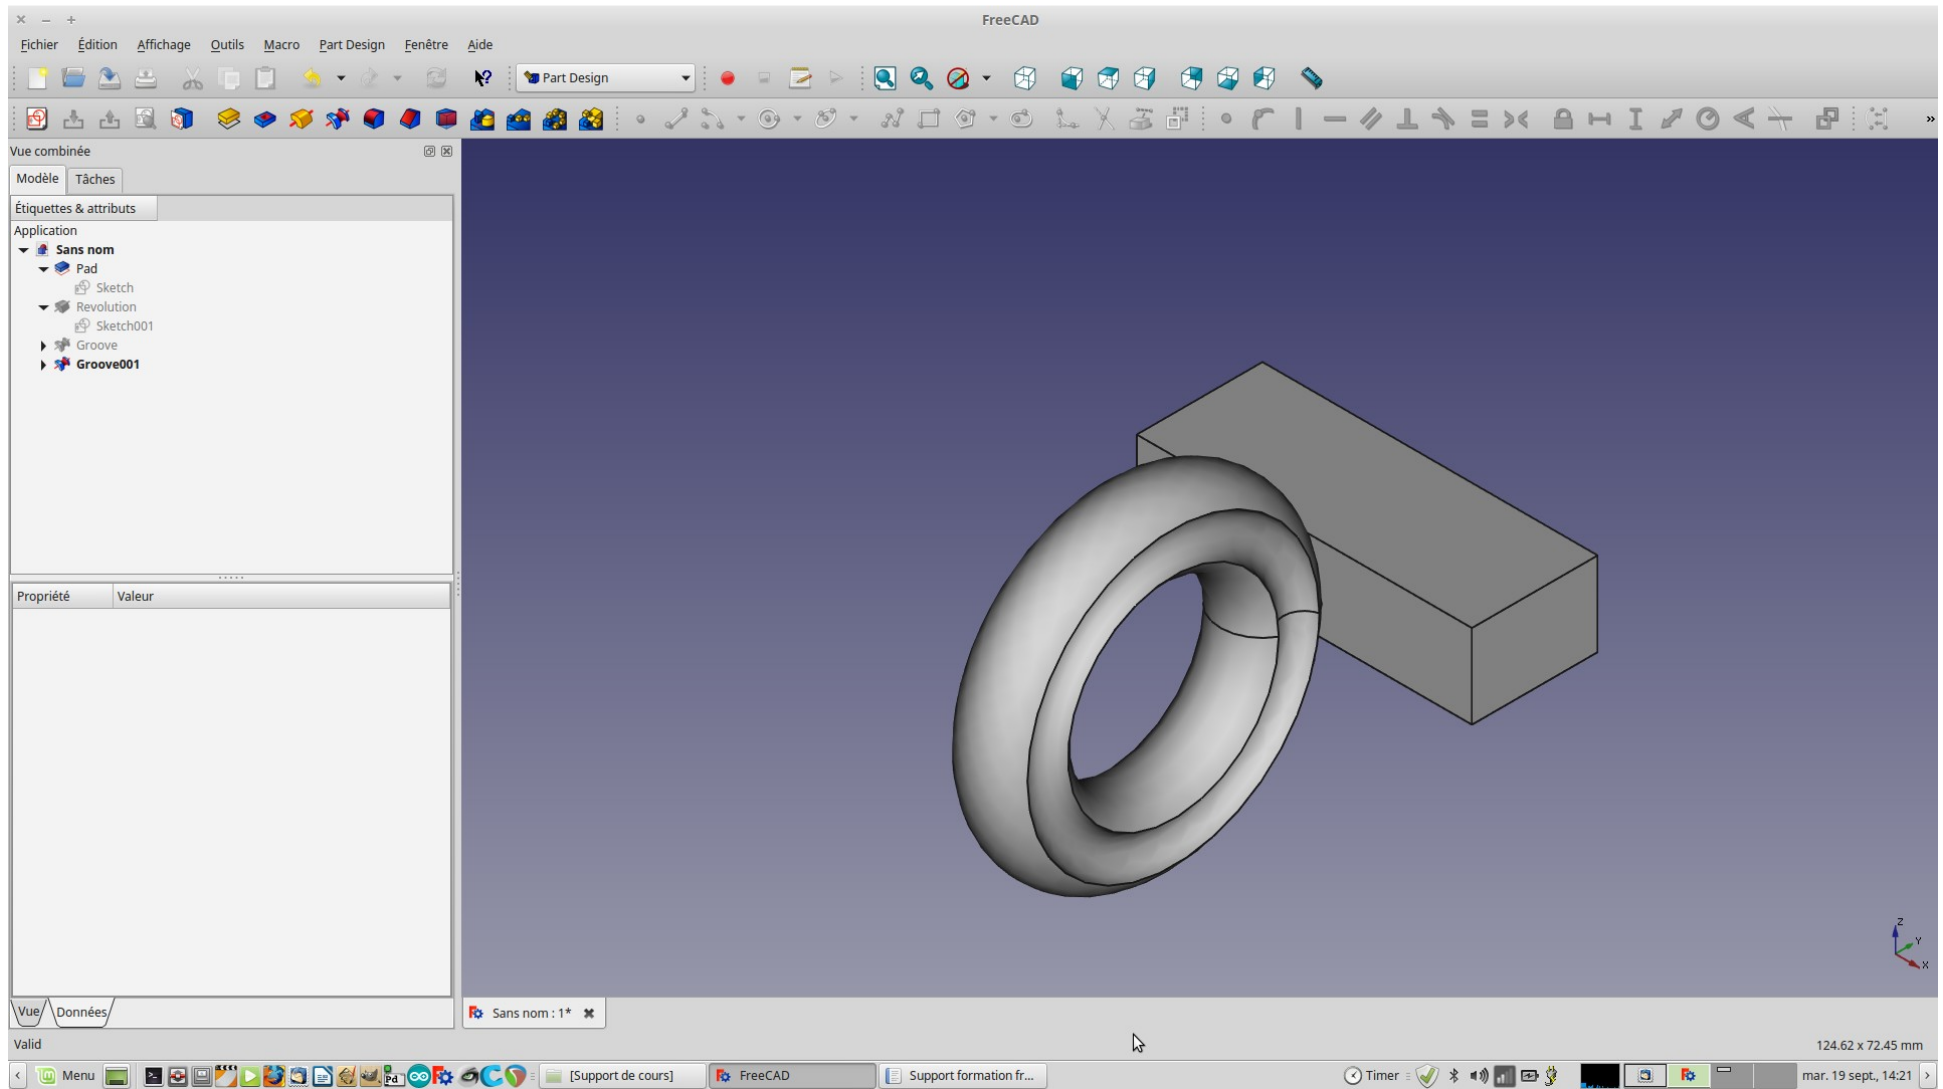 FreeCAD
Fichier Édition Affichage Outils Macro Part Design Fenêtre Aide
Part Design
Vue combinée
Modèle Tâches
Étiquettes & attributs
Application
Sans nom
Pad
Sketch
Revolution
Sketch001
Groove
Groove001
Propriété Valeur
Z
Y
X
Vue Données
Sans nom : 1*
Valid
124.62 x 72.45 mm
Menu Pd [Support de cours] FreeCAD Support formation fr... Timer mar. 19 sept., 14:21